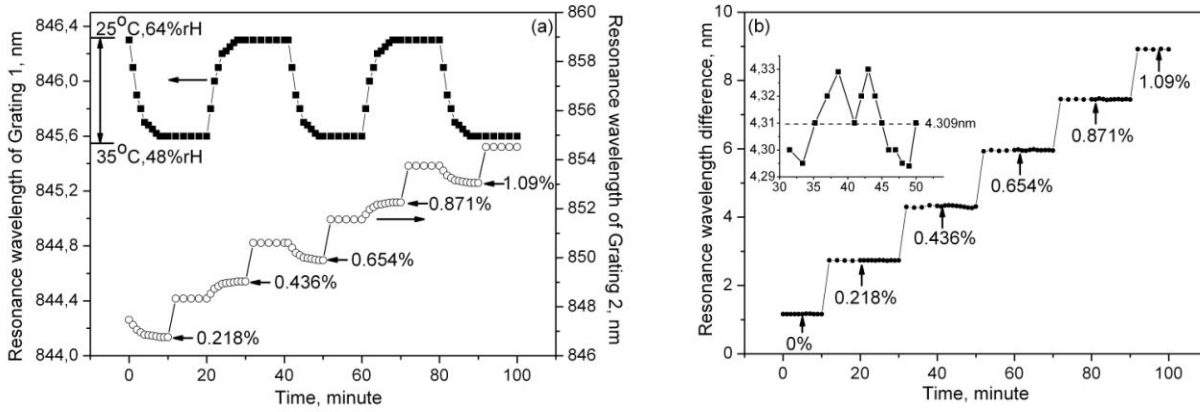 (a)
25°C,64%rH
35°C,48%rH
Resonance wavelength of Grating 1, nm
846,4
846,0
845,6
845,2
844,8
844,4
844,0
Resonance wavelength of Grating 2, nm
860
858
856
854
852
850
848
846
1.09%
0.871%
0.654%
0.436%
0.218%
0 20 40 60 80 100
Time, minute
(b)
Resonance wavelength difference, nm
10
8
6
4
2
0
4,33
4,32
4,31
4,30
4,29
4.309nm
30 35 40 45 50
1.09%
0.871%
0.654%
0.436%
0.218%
0%
0 20 40 60 80 100
Time, minute